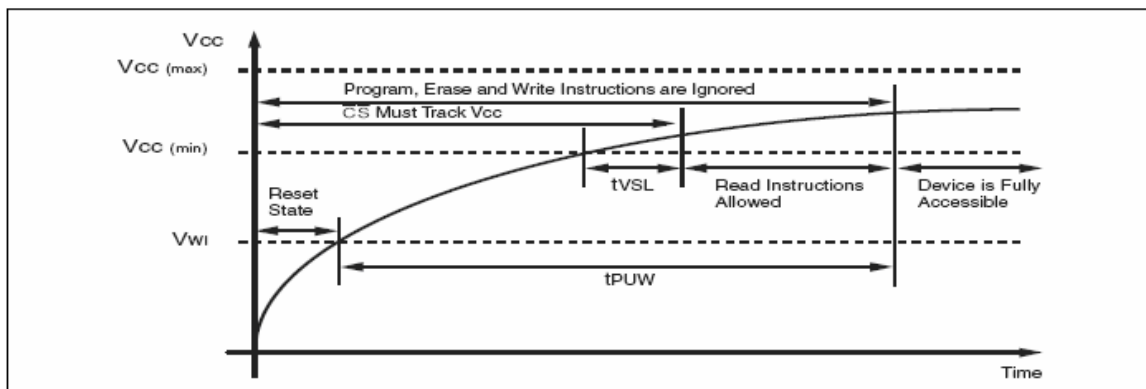 Vcc
Vcc (max)
Program, Erase and Write Instructions are Ignored
CS Must Track Vcc
Vcc (min)
tVSL
Read Instructions
Allowed
Device is Fully
Accessible
Reset
State
VWI
tPUW
Time